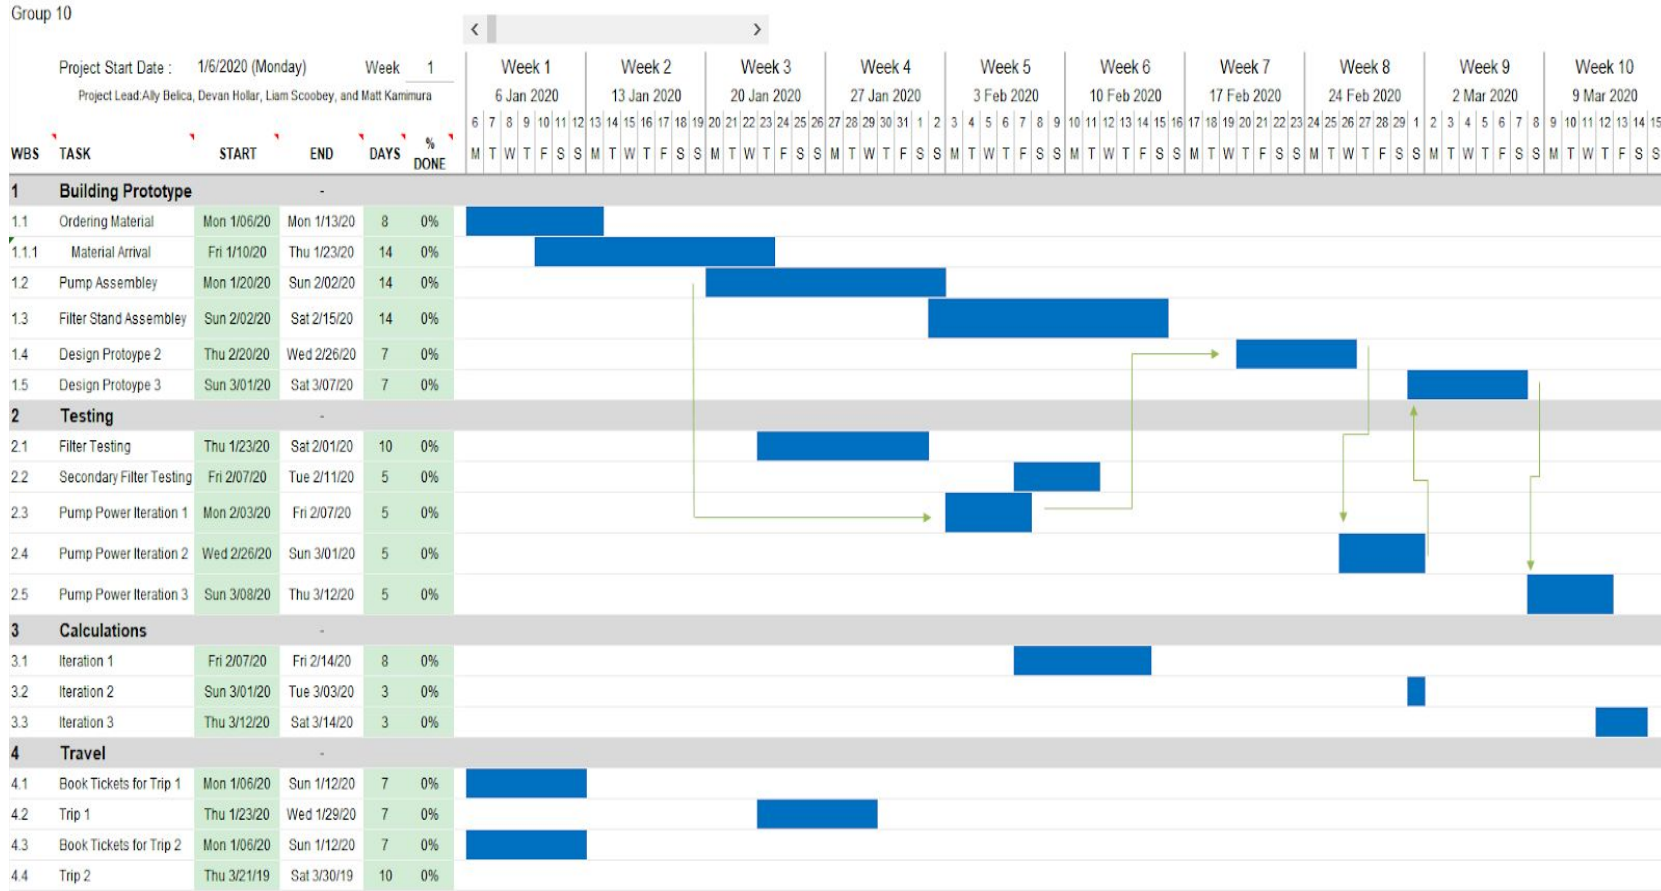 Group 10
Project Start Date : 1/6/2020 (Monday) Week 1 Week 1 Week 2 Week 3 Week 4 Week 5 Week 6 Week 7 Week 8 Week 9 Week 10
Project Lead:Ally Belica, Devan Hollar, Liam Scoobey, and Matt Kamimura 6 Jan 2020 13 Jan 2020 20 Jan 2020 27 Jan 2020 3 Feb 2020 10 Feb 2020 17 Feb 2020 24 Feb 2020 2 Mar 2020 9 Mar 2020
6 7 8 9 10 11 12 13 14 15 16 17 18 19 20 21 22 23 24 25 26 27 28 29 30 31 1 2 3 4 5 6 7 8 9 10 11 12 13 14 15 16 17 18 19 20 21 22 23 24 25 26 27 28 29 1 2 3 4 5 6 7 8 9 10 11 12 13 14 15
WBS TASK START END DAYS % DONE M T W T F S S M T W T F S S M T W T F S S M T W T F S S M T W T F S S M T W T F S S M T W T F S S M T W T F S S M T W T F S S M T W T F S S
1 Building Prototype -
1.1 Ordering Material Mon 1/06/20 Mon 1/13/20 8 0%
1.1.1 Material Arrival Fri 1/10/20 Thu 1/23/20 14 0%
1.2 Pump Assembley Mon 1/20/20 Sun 2/02/20 14 0%
1.3 Filter Stand Assembley Sun 2/02/20 Sat 2/15/20 14 0%
1.4 Design Protoype 2 Thu 2/20/20 Wed 2/26/20 7 0%
1.5 Design Protoype 3 Sun 3/01/20 Sat 3/07/20 7 0%
2 Testing -
2.1 Filter Testing Thu 1/23/20 Sat 2/01/20 10 0%
2.2 Secondary Filter Testing Fri 2/07/20 Tue 2/11/20 5 0%
2.3 Pump Power Iteration 1 Mon 2/03/20 Fri 2/07/20 5 0%
2.4 Pump Power Iteration 2 Wed 2/26/20 Sun 3/01/20 5 0%
2.5 Pump Power Iteration 3 Sun 3/08/20 Thu 3/12/20 5 0%
3 Calculations -
3.1 Iteration 1 Fri 2/07/20 Fri 2/14/20 8 0%
3.2 Iteration 2 Sun 3/01/20 Tue 3/03/20 3 0%
3.3 Iteration 3 Thu 3/12/20 Sat 3/14/20 3 0%
4 Travel -
4.1 Book Tickets for Trip 1 Mon 1/06/20 Sun 1/12/20 7 0%
4.2 Trip 1 Thu 1/23/20 Wed 1/29/20 7 0%
4.3 Book Tickets for Trip 2 Mon 1/06/20 Sun 1/12/20 7 0%
4.4 Trip 2 Thu 3/21/19 Sat 3/30/19 10 0%